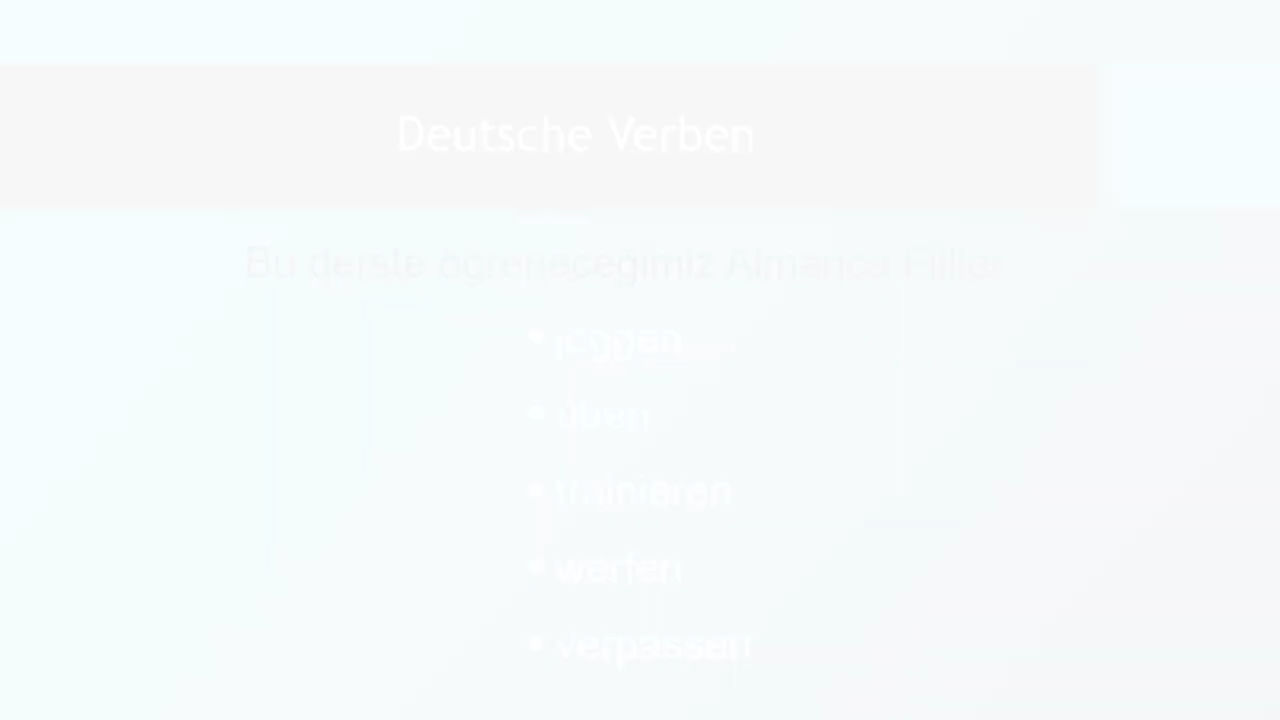 Deutsche Verben
Bu derste öğreneceğimiz Almanca Fiiller
• joggen
• üben
• trainieren
• werfen
• verpassen